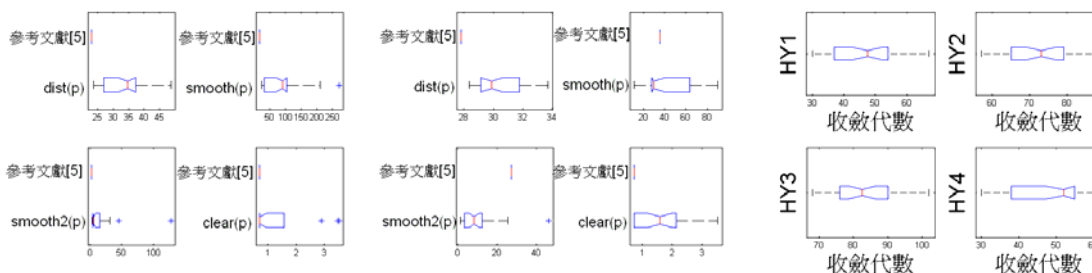 參考文獻[5]
dist(p)
25 30 35 40 45
參考文獻[5]
smooth(p)
50 100 150 200 250
參考文獻[5]
dist(p)
28 30 32 34
參考文獻[5]
smooth(p)
20 40 60 80
HY1
30 40 50 60
收斂代數
HY2
60 70 80
收斂代數
參考文獻[5]
smooth2(p)
0 50 100
參考文獻[5]
clear(p)
1 2 3
參考文獻[5]
smooth2(p)
0 20 40
參考文獻[5]
clear(p)
1 2 3
HY3
70 80 90 100
收斂代數
HY4
30 40 50
收斂代數